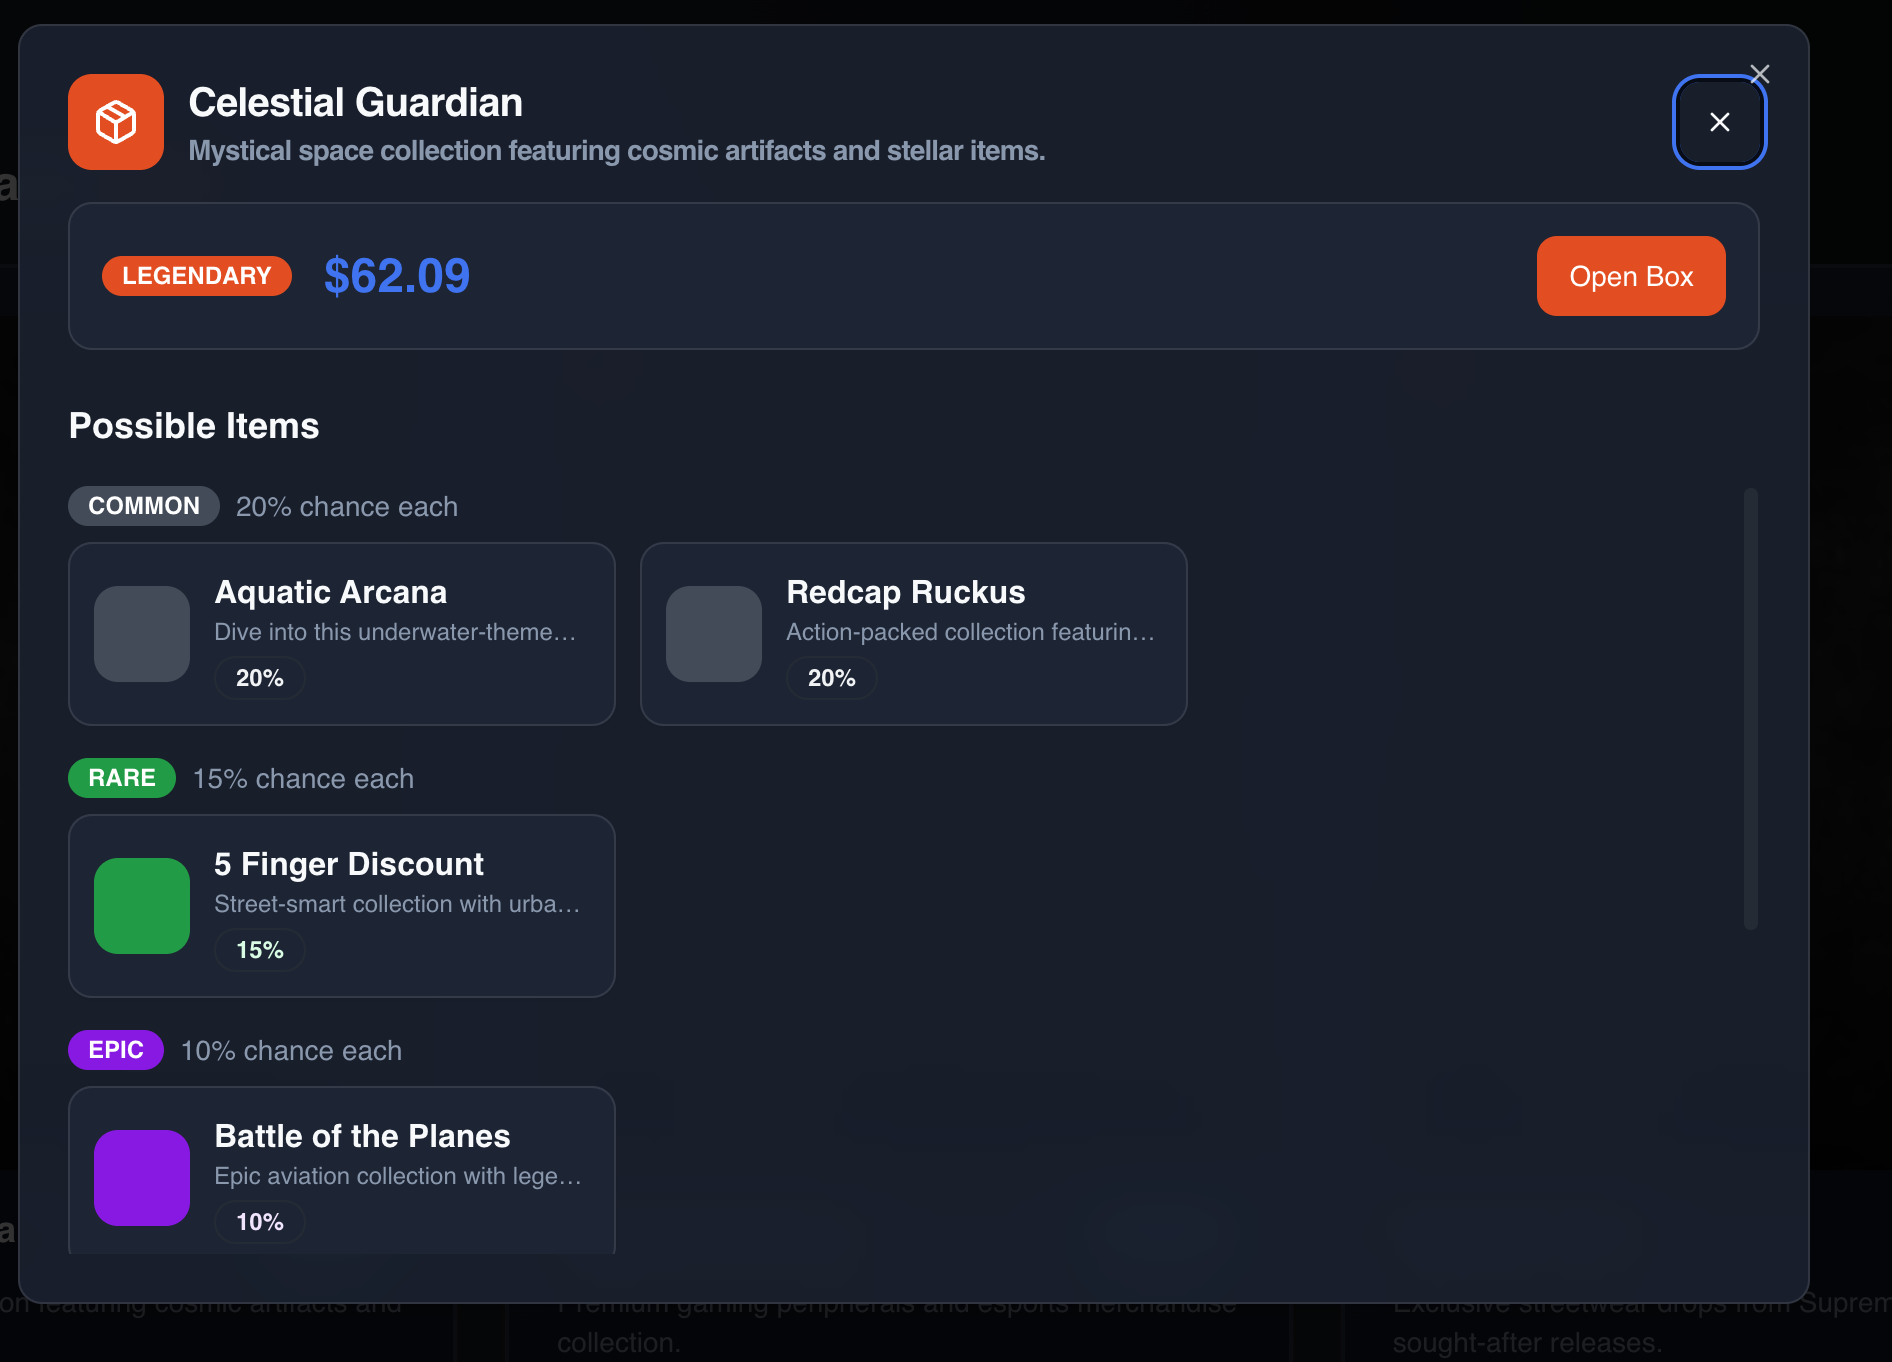 Celestial Guardian
Mystical space collection featuring cosmic artifacts and stellar items.
LEGENDARY $62.09
Open Box
Possible Items
COMMON 20% chance each
Aquatic Arcana
Dive into this underwater-theme…
20%
Redcap Ruckus
Action-packed collection featurin…
20%
RARE 15% chance each
5 Finger Discount
Street-smart collection with urba…
15%
EPIC 10% chance each
Battle of the Planes
Epic aviation collection with lege…
10%
on featuring cosmic artifacts and
Premium gaming peripherals and esports merchandise
collection.
Exclusive streetwear drops from Suprem
sought-after releases.